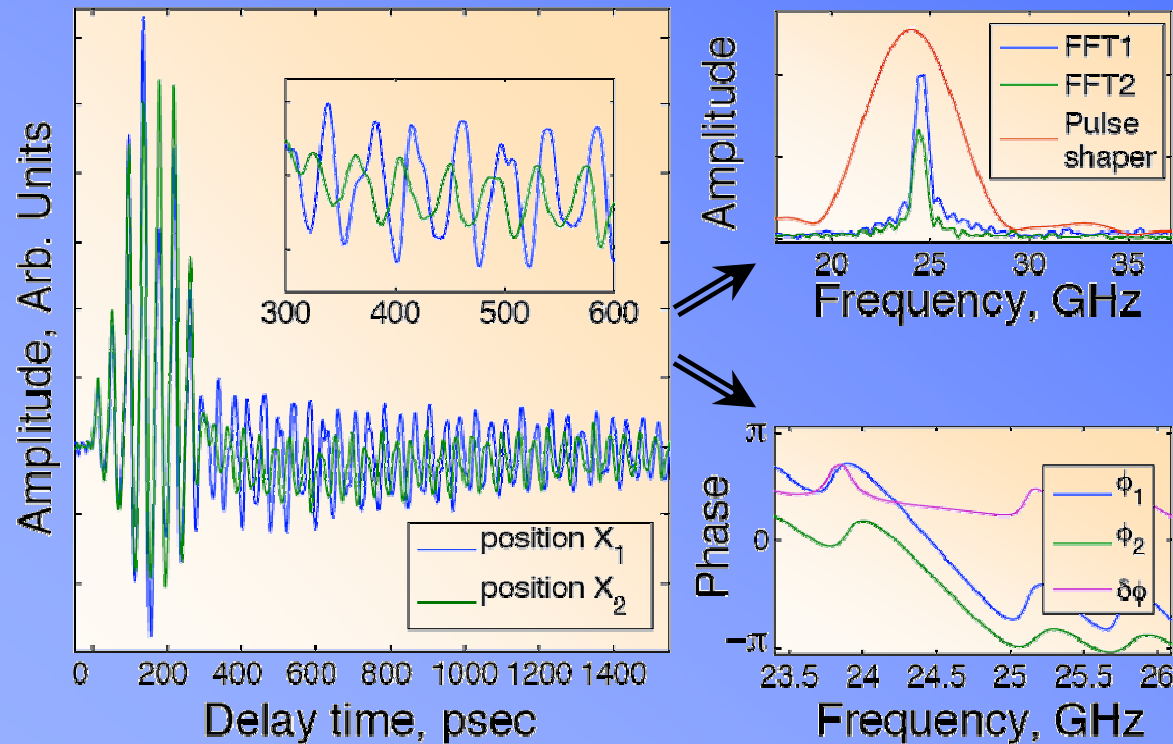 Amplitude, Arb. Units
300 400 500 600
position X1
position X2
0 200 400 600 800 1000 1200 1400
Delay time, psec
Amplitude
FFT1
FFT2
Pulse
shaper
20 25 30 35
Frequency, GHz
Phase
π
0
−π
ϕ1
ϕ2
δϕ
23.5 24 24.5 25 25.5 26
Frequency, GHz